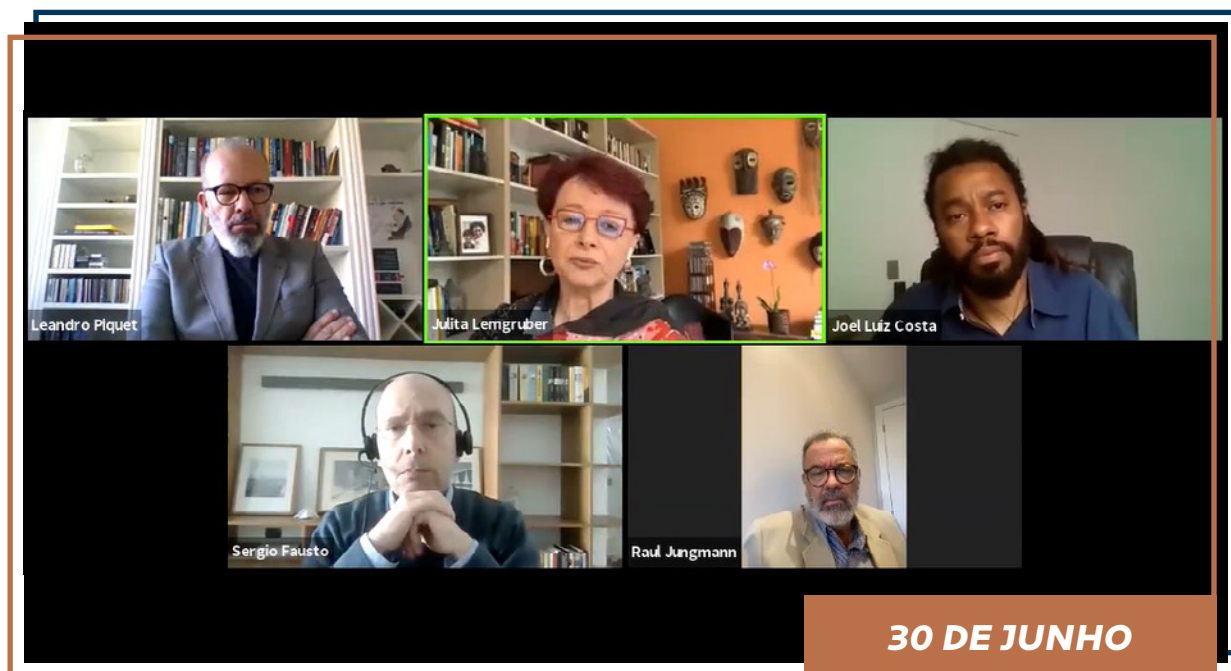 Leandro Piquet
Julita Lemgruber
Joel Luiz Costa
Sergio Fausto
Raul Jungmann
30 DE JUNHO